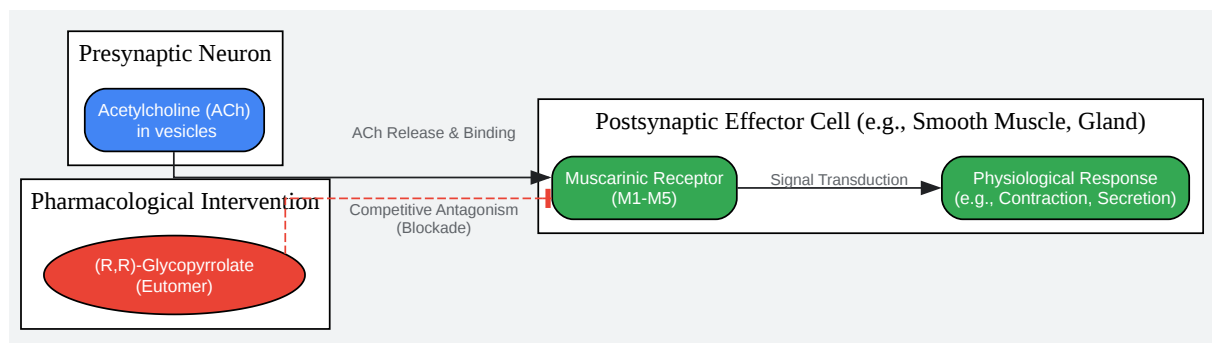 Presynaptic Neuron
Acetylcholine (ACh)
in vesicles
ACh Release & Binding
Postsynaptic Effector Cell (e.g., Smooth Muscle, Gland)
Muscarinic Receptor
(M1-M5)
Signal Transduction
Physiological Response
(e.g., Contraction, Secretion)
Pharmacological Intervention
Competitive Antagonism
(Blockade)
(R,R)-Glycopyrrolate
(Eutomer)